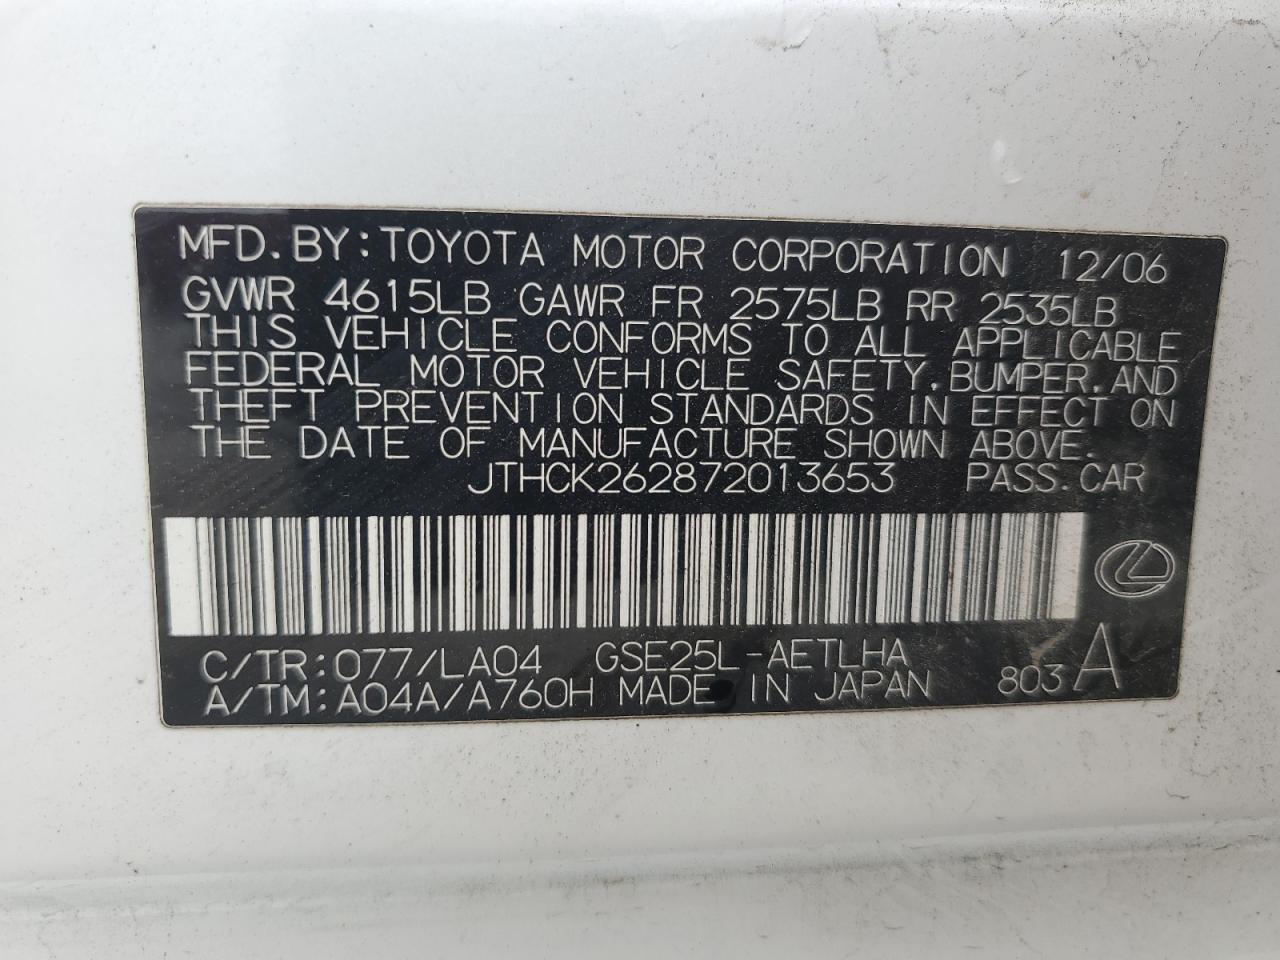 MFD.BY:TOYOTA MOTOR CORPORATION 12/06
GVWR 4615LB GAWR FR 2575LB RR 2535LB
THIS VEHICLE CONFORMS TO ALL APPLICABLE
FEDERAL MOTOR VEHICLE SAFETY,BUMPER,AND
THEFT PREVENTION STANDARDS IN EFFECT ON
THE DATE OF MANUFACTURE SHOWN ABOVE.
JTHCK262872013653 PASS.CAR
C/TR:077/LA04 GSE25L-AETLHA
A/TM:A04A/A760H MADE IN JAPAN 803 A